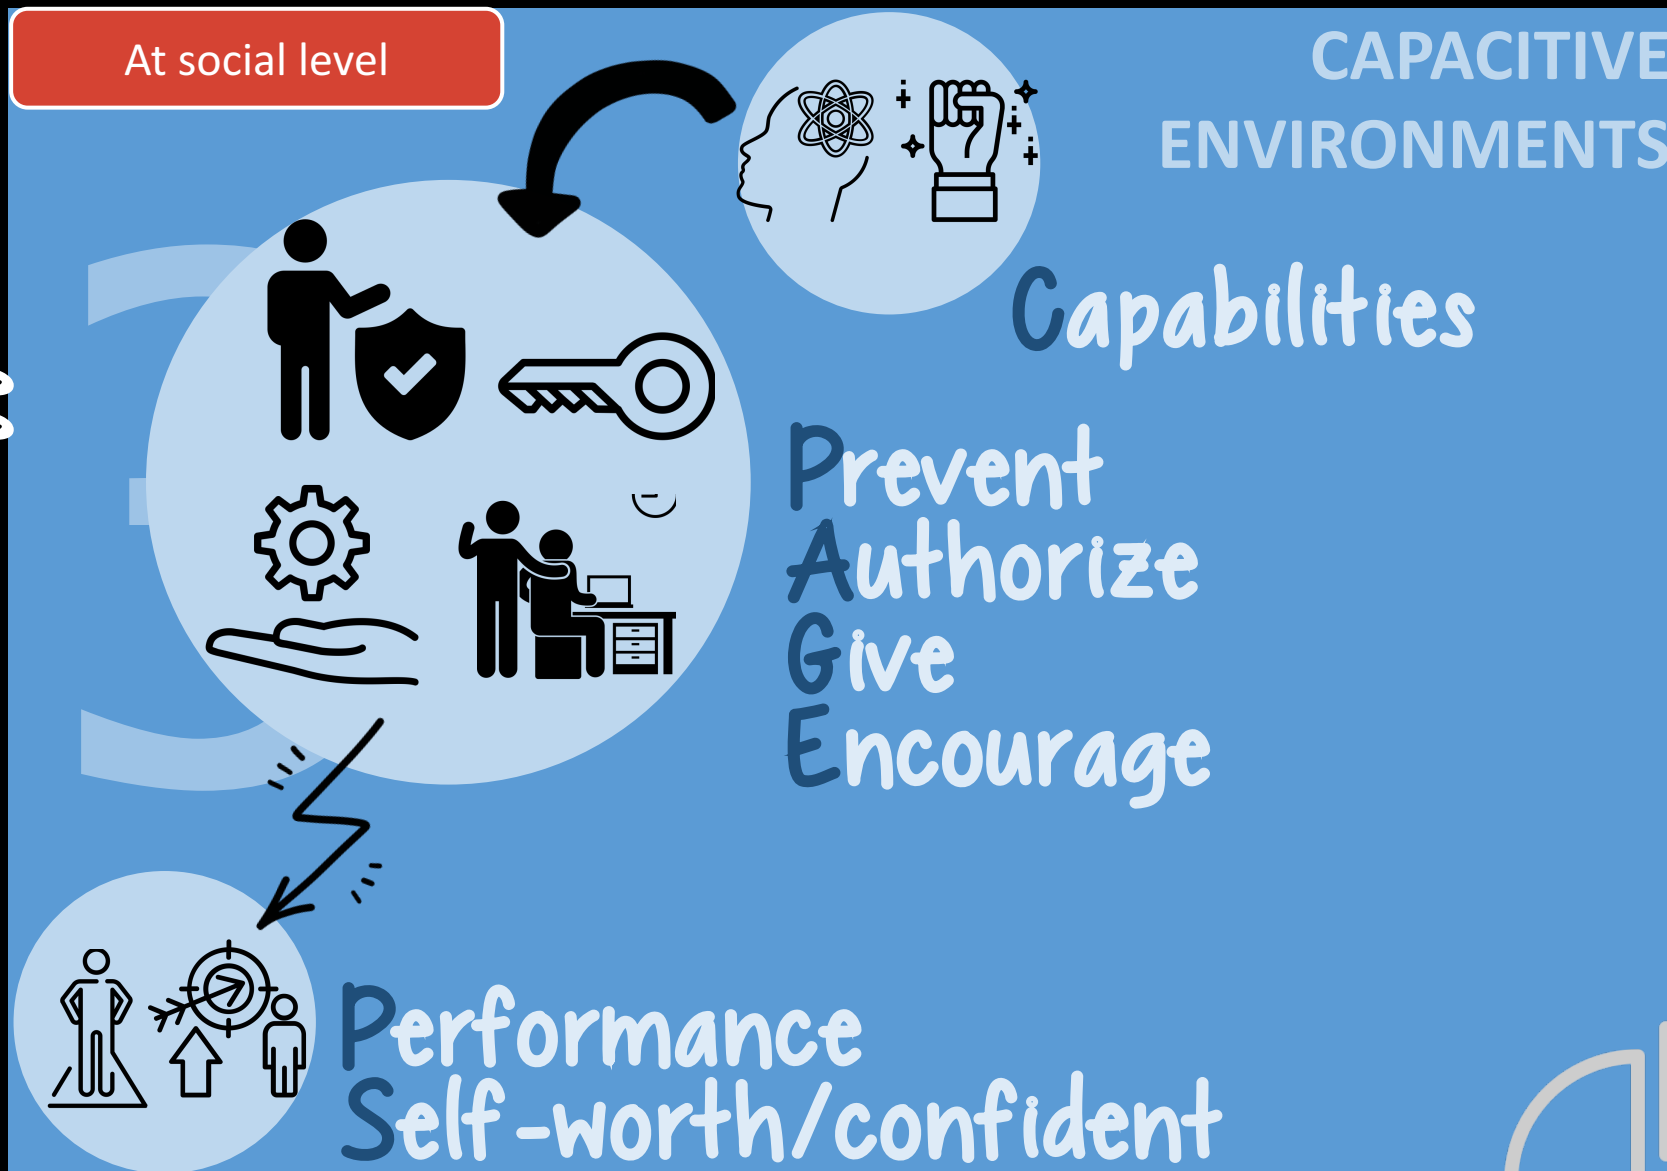 At social level
CAPACITIVE
ENVIRONMENTS
Capabilities
Prevent
Authorize
Give
Encourage
Performance
Self-worth/confident